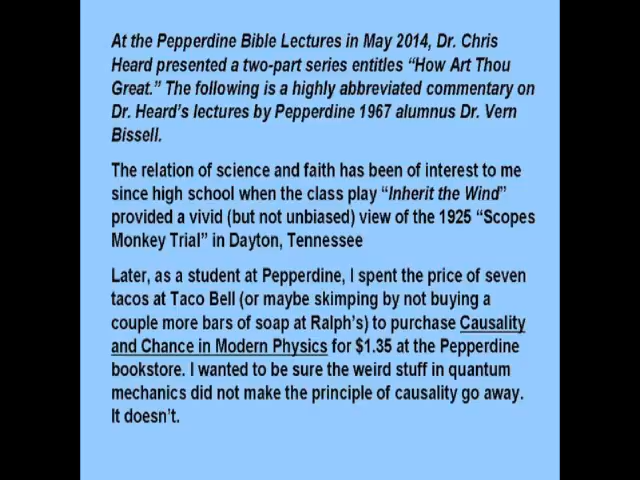 At the Pepperdine Bible Lectures in May 2014, Dr. Chris
Heard presented a two-part series entitles “How Art Thou
Great.” The following is a highly abbreviated commentary on
Dr. Heard’s lectures by Pepperdine 1967 alumnus Dr. Vern
Bissell.
The relation of science and faith has been of interest to me
since high school when the class play “Inherit the Wind”
provided a vivid (but not unbiased) view of the 1925 “Scopes
Monkey Trial” in Dayton, Tennessee
Later, as a student at Pepperdine, I spent the price of seven
tacos at Taco Bell (or maybe skimping by not buying a
couple more bars of soap at Ralph’s) to purchase Causality
and Chance in Modern Physics for $1.35 at the Pepperdine
bookstore. I wanted to be sure the weird stuff in quantum
mechanics did not make the principle of causality go away.
It doesn’t.